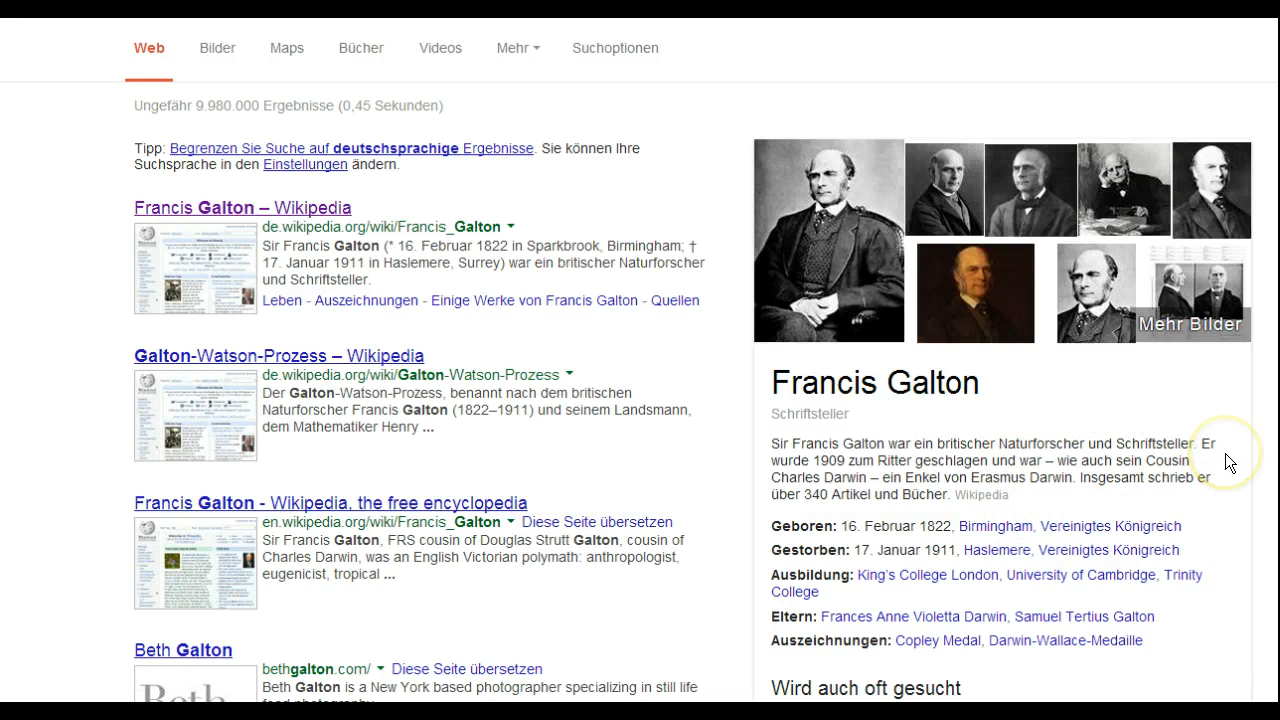 Web Bilder Maps Bücher Videos Mehr Suchoptionen
Ungefähr 9.980.000 Ergebnisse (0,45 Sekunden)
Tipp: Begrenzen Sie Suche auf deutschsprachige Ergebnisse. Sie können Ihre
Suchsprache in den Einstellungen ändern.
Francis Galton – Wikipedia
de.wikipedia.org/wiki/Francis_Galton
Sir Francis Galton (* 16. Februar 1822 in Sparkbrook, Birmingham; †
17. Januar 1911 in Haslemere, Surrey) war ein britischer Naturforscher
und Schriftsteller.
Leben - Auszeichnungen - Einige Werke von Francis Galton - Stellen
Galton-Watson-Prozess – Wikipedia
de.wikipedia.org/wiki/Galton-Watson-Prozess
Der Galton-Watson-Prozess, benannt nach dem britischen
Naturforscher Francis Galton (1822–1911) und seinem Landsmann,
dem Mathematiker Henry ...
Francis Galton - Wikipedia, the free encyclopedia
en.wikipedia.org/wiki/Francis_Galton Diese Seite übersetzen
Sir Francis Galton, FRS cousin of Douglas Strutt Galton, cousin of
Charles Darwin, was an English Victorian polymath: anthropologist,
eugenicist, tropical ...
Beth Galton
bethgalton.com/ Diese Seite übersetzen
Beth Galton is a New York based photographer specializing in still life
food photography.
Beth
Mehr Bilder
Francis Galton
Schriftsteller
Sir Francis Galton war ein britischer Naturforscher und Schriftsteller. Er
wurde 1909 zum Ritter geschlagen und war – wie auch sein Cousin
Charles Darwin – ein Enkel von Erasmus Darwin. Insgesamt schrieb er
über 340 Artikel und Bücher. Wikipedia
Geboren: 16. Februar 1822, Birmingham, Vereinigtes Königreich
Gestorben: 17. Januar 1911, Haslemere, Vereinigtes Königreich
Ausbildung: King's College London, University of Cambridge, Trinity
College
Eltern: Frances Anne Violetta Darwin, Samuel Tertius Galton
Auszeichnungen: Copley Medal, Darwin-Wallace-Medaille
Wird auch oft gesucht